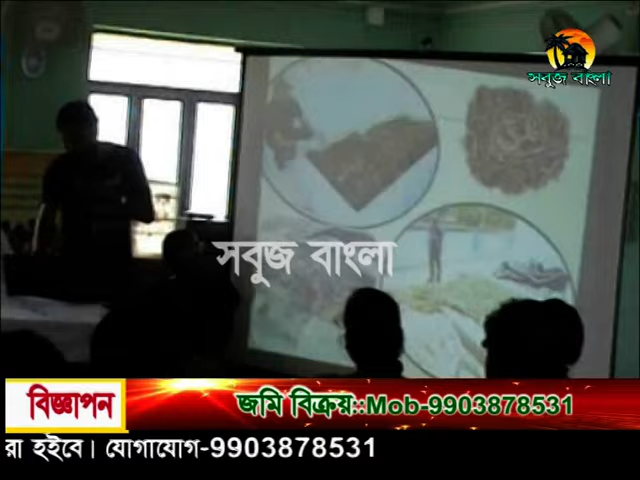 সবুজ বাংলা
সবুজ বাংলা
বিজ্ঞাপন
জমি বিক্রয়::Mob-9903878531
রা হইবে। যোগাযোগ-9903878531